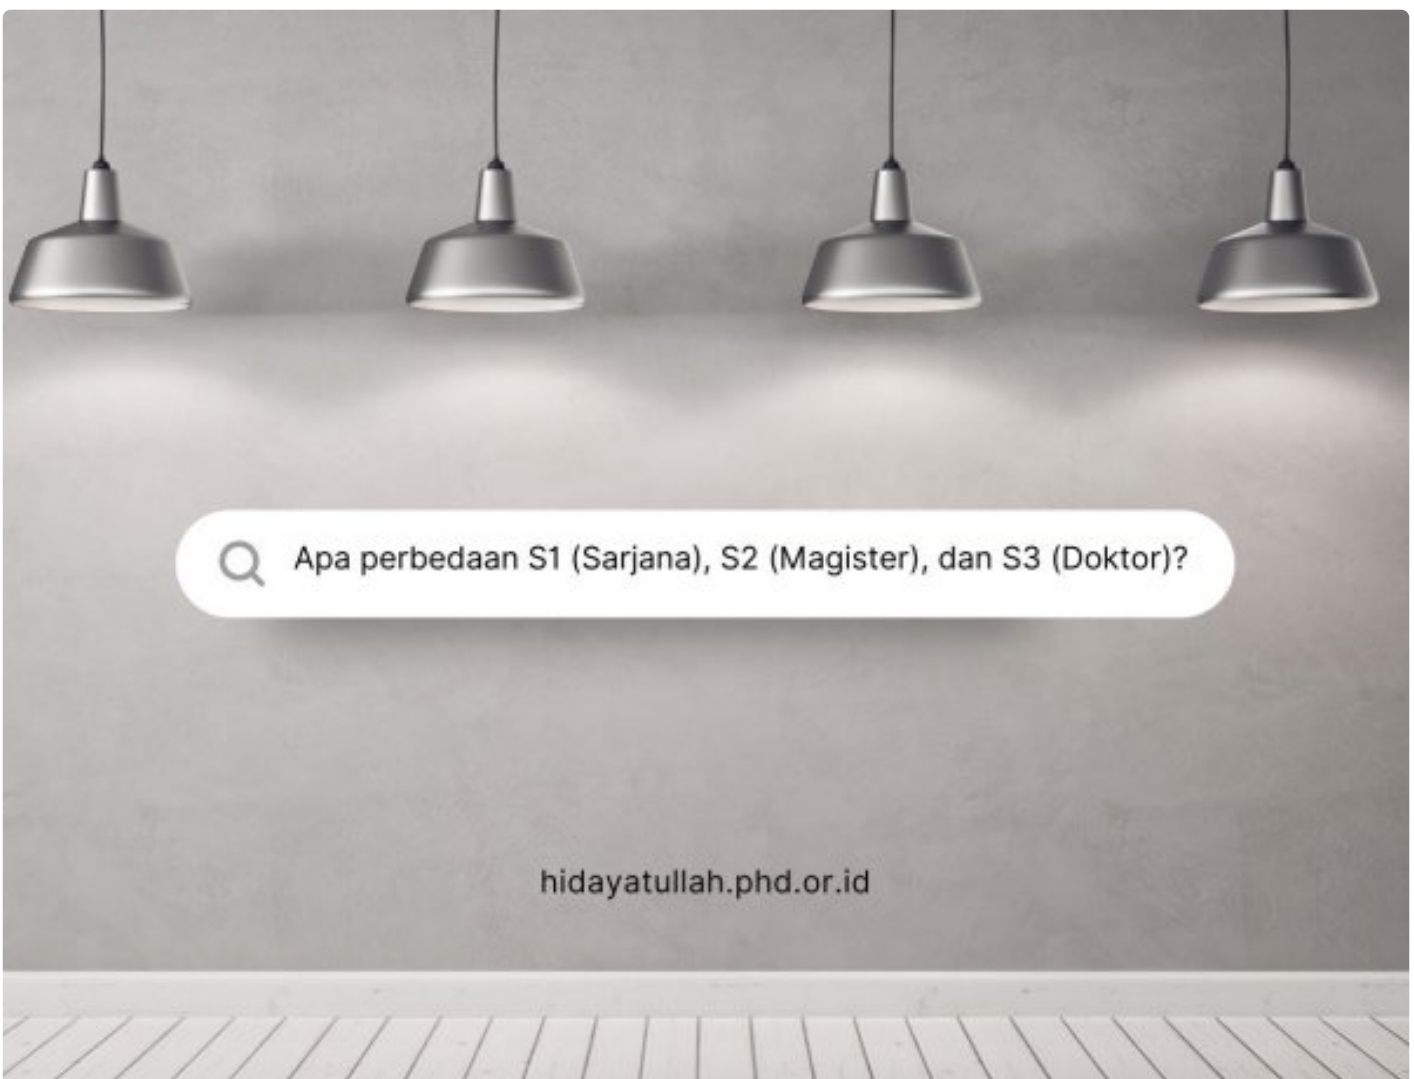 Apa perbedaan S1 (Sarjana), S2 (Magister), dan S3 (Doktor)?
hidayatullah.phd.or.id